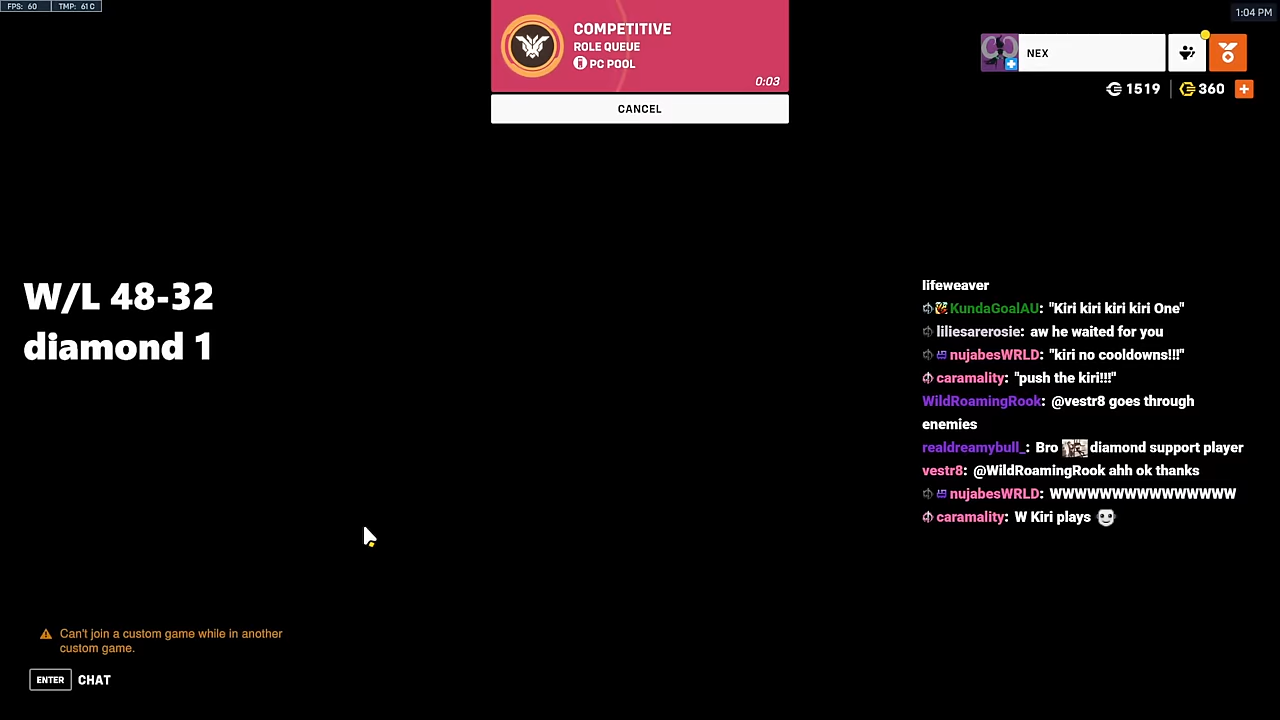 FPS: 60 TMP: 61 C
1:04 PM
COMPETITIVE
ROLE QUEUE
PC POOL
0:03
CANCEL
NEX
1519 360
W/L 48-32
diamond 1
lifeweaver
KundaGoalAU: "Kiri kiri kiri kiri One"
liliesarerosie: aw he waited for you
nujabesWRLD: "kiri no cooldowns!!!"
caramality: "push the kiri!!!"
WildRoamingRook: @vestr8 goes through
enemies
realdreamybull_: Bro diamond support player
vestr8: @WildRoamingRook ahh ok thanks
nujabesWRLD: WWWWWWWWWWWWWWW
caramality: W Kiri plays
Can't join a custom game while in another
custom game.
ENTER CHAT